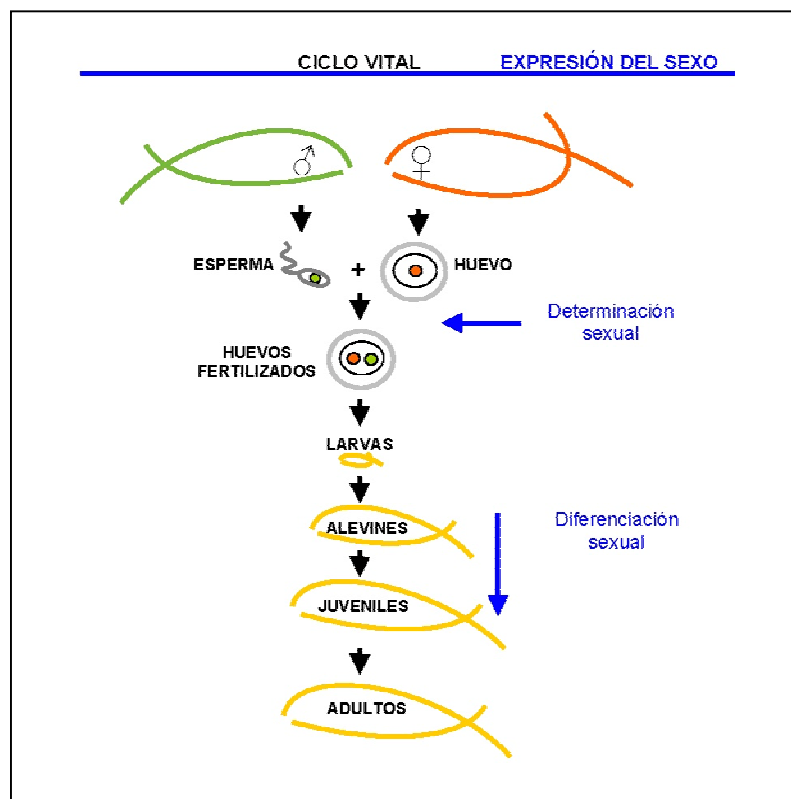 CICLO VITAL
EXPRESIÓN DEL SEXO
♂
♀
ESPERMA
+
HUEVO
Determinación
sexual
HUEVOS
FERTILIZADOS
LARVAS
ALEVINES
Diferenciación
sexual
JUVENILES
ADULTOS